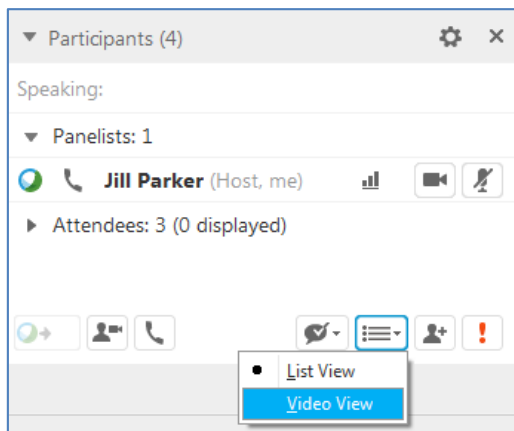 Participants (4)
Speaking:
Panelists: 1
Jill Parker (Host, me)
Attendees: 3 (0 displayed)
List View
Video View